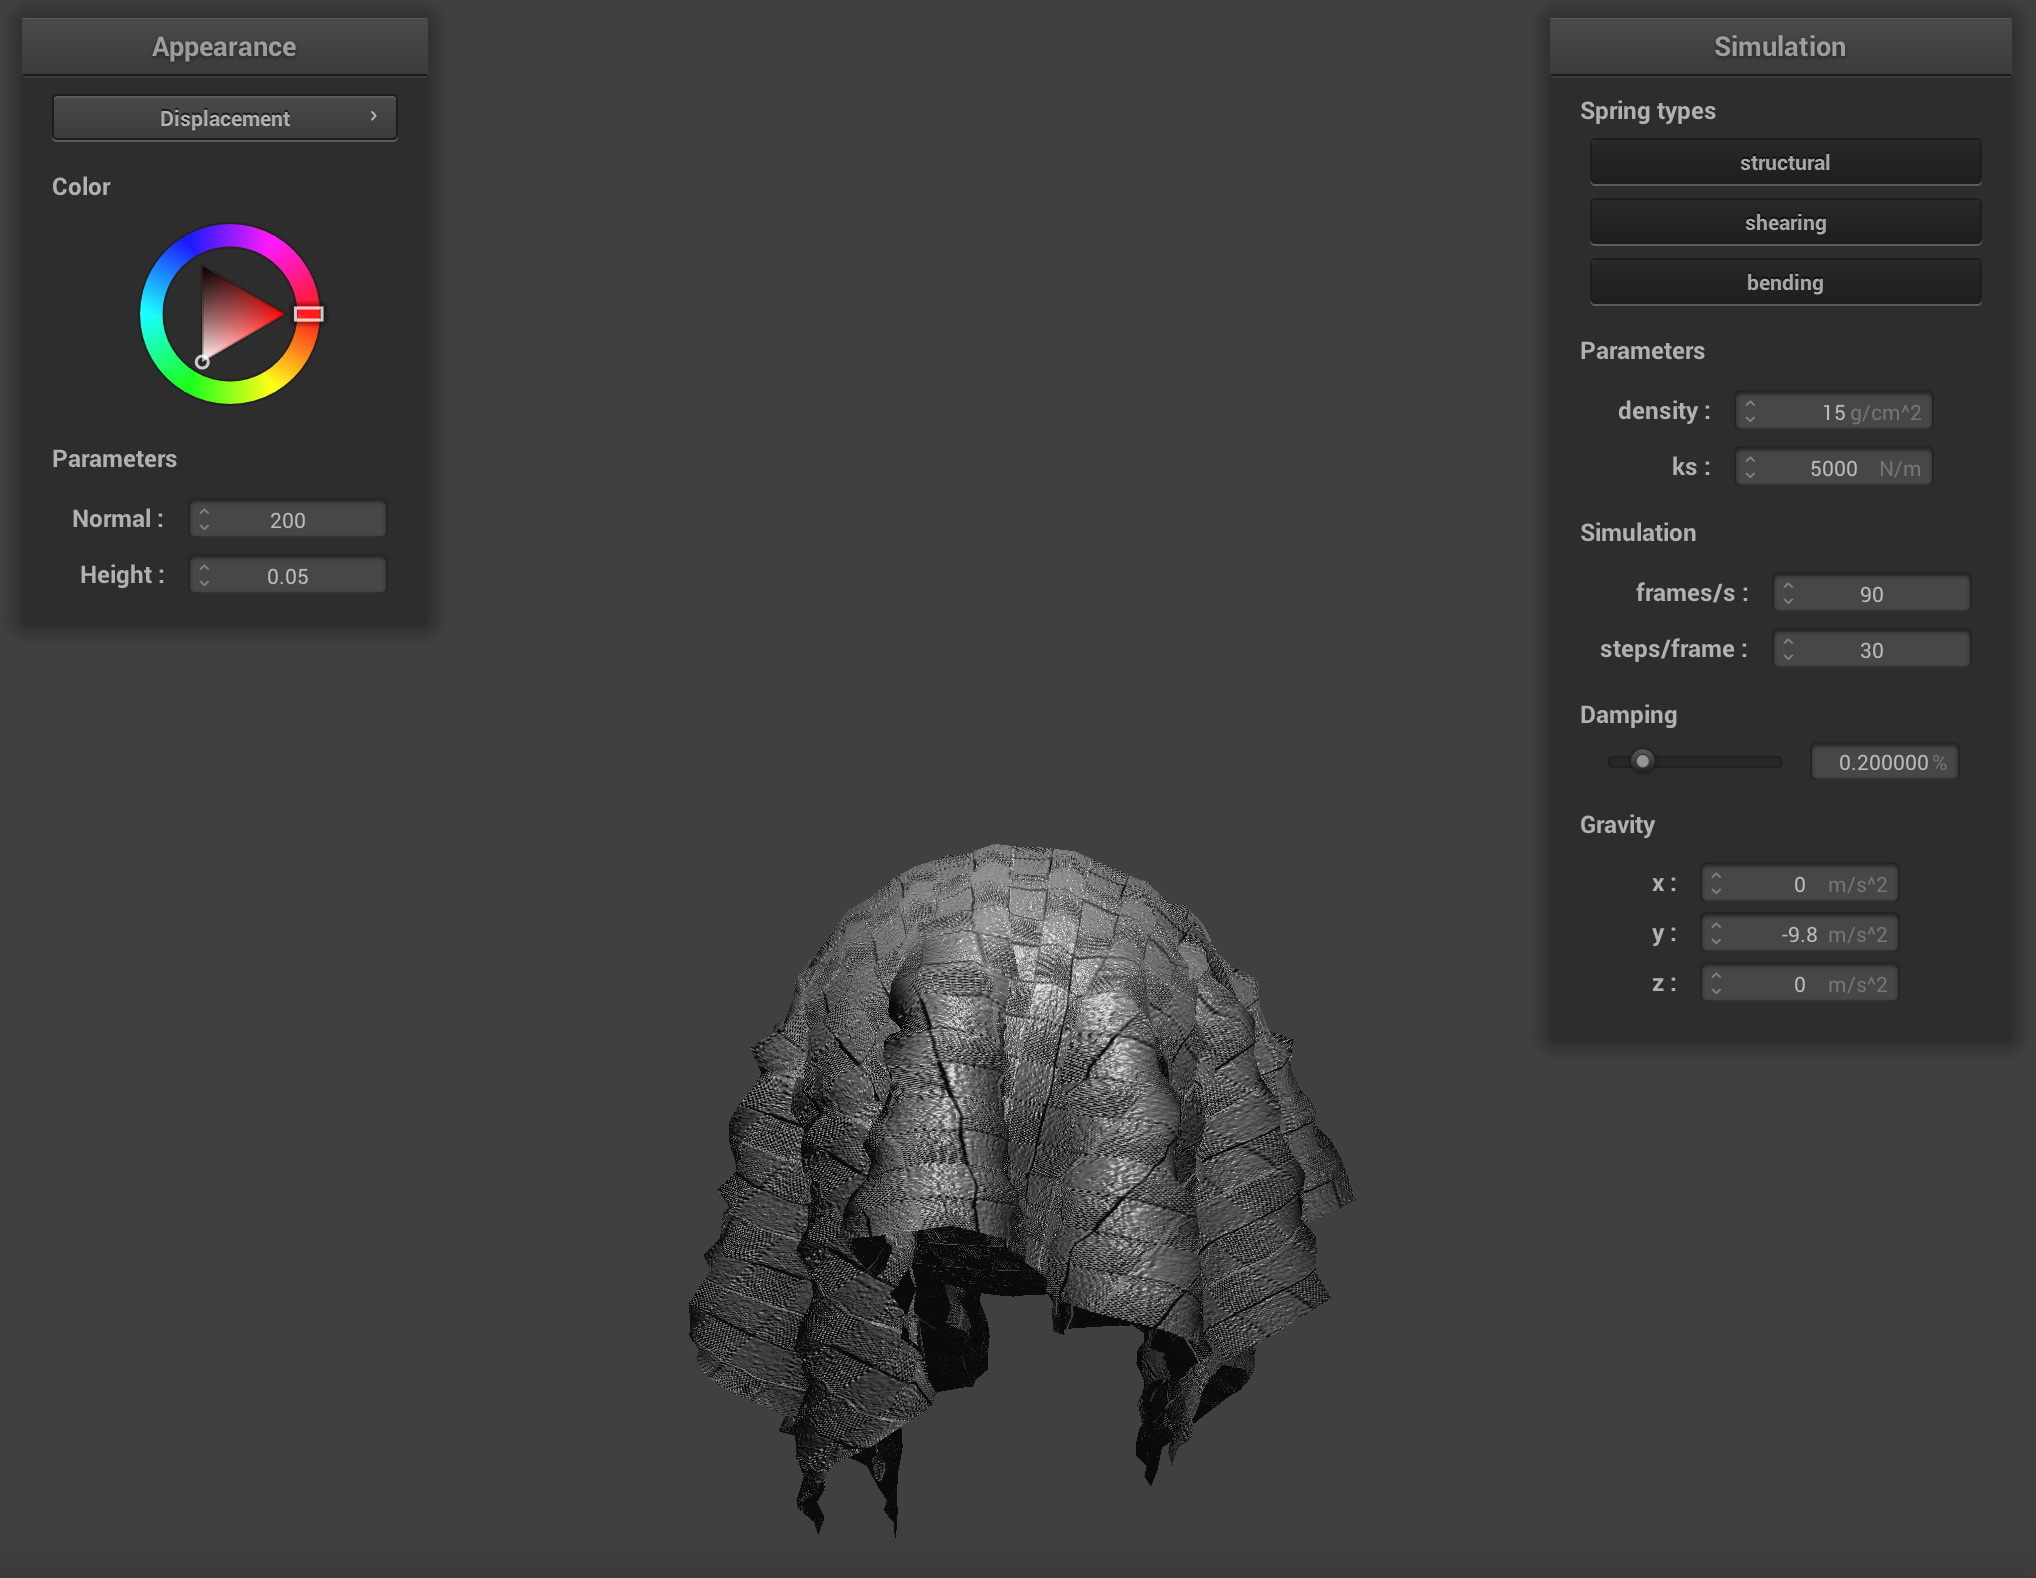 Appearance
Displacement
Color
Parameters
Normal : 200
Height : 0.05
Simulation
Spring types
structural
shearing
bending
Parameters
density : 15 g/cm^2
ks : 5000 N/m
Simulation
frames/s : 90
steps/frame : 30
Damping
0.200000 %
Gravity
x : 0 m/s^2
y : -9.8 m/s^2
z : 0 m/s^2